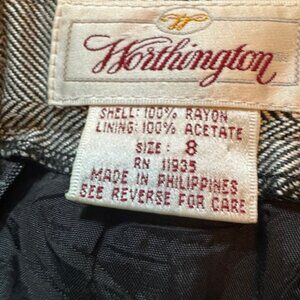 W
Worthington
SHELL: 100% RAYON
LINING: 100% ACETATE
SIZE: 8
RN 11935
MADE IN PHILIPPINES
SEE REVERSE FOR CARE